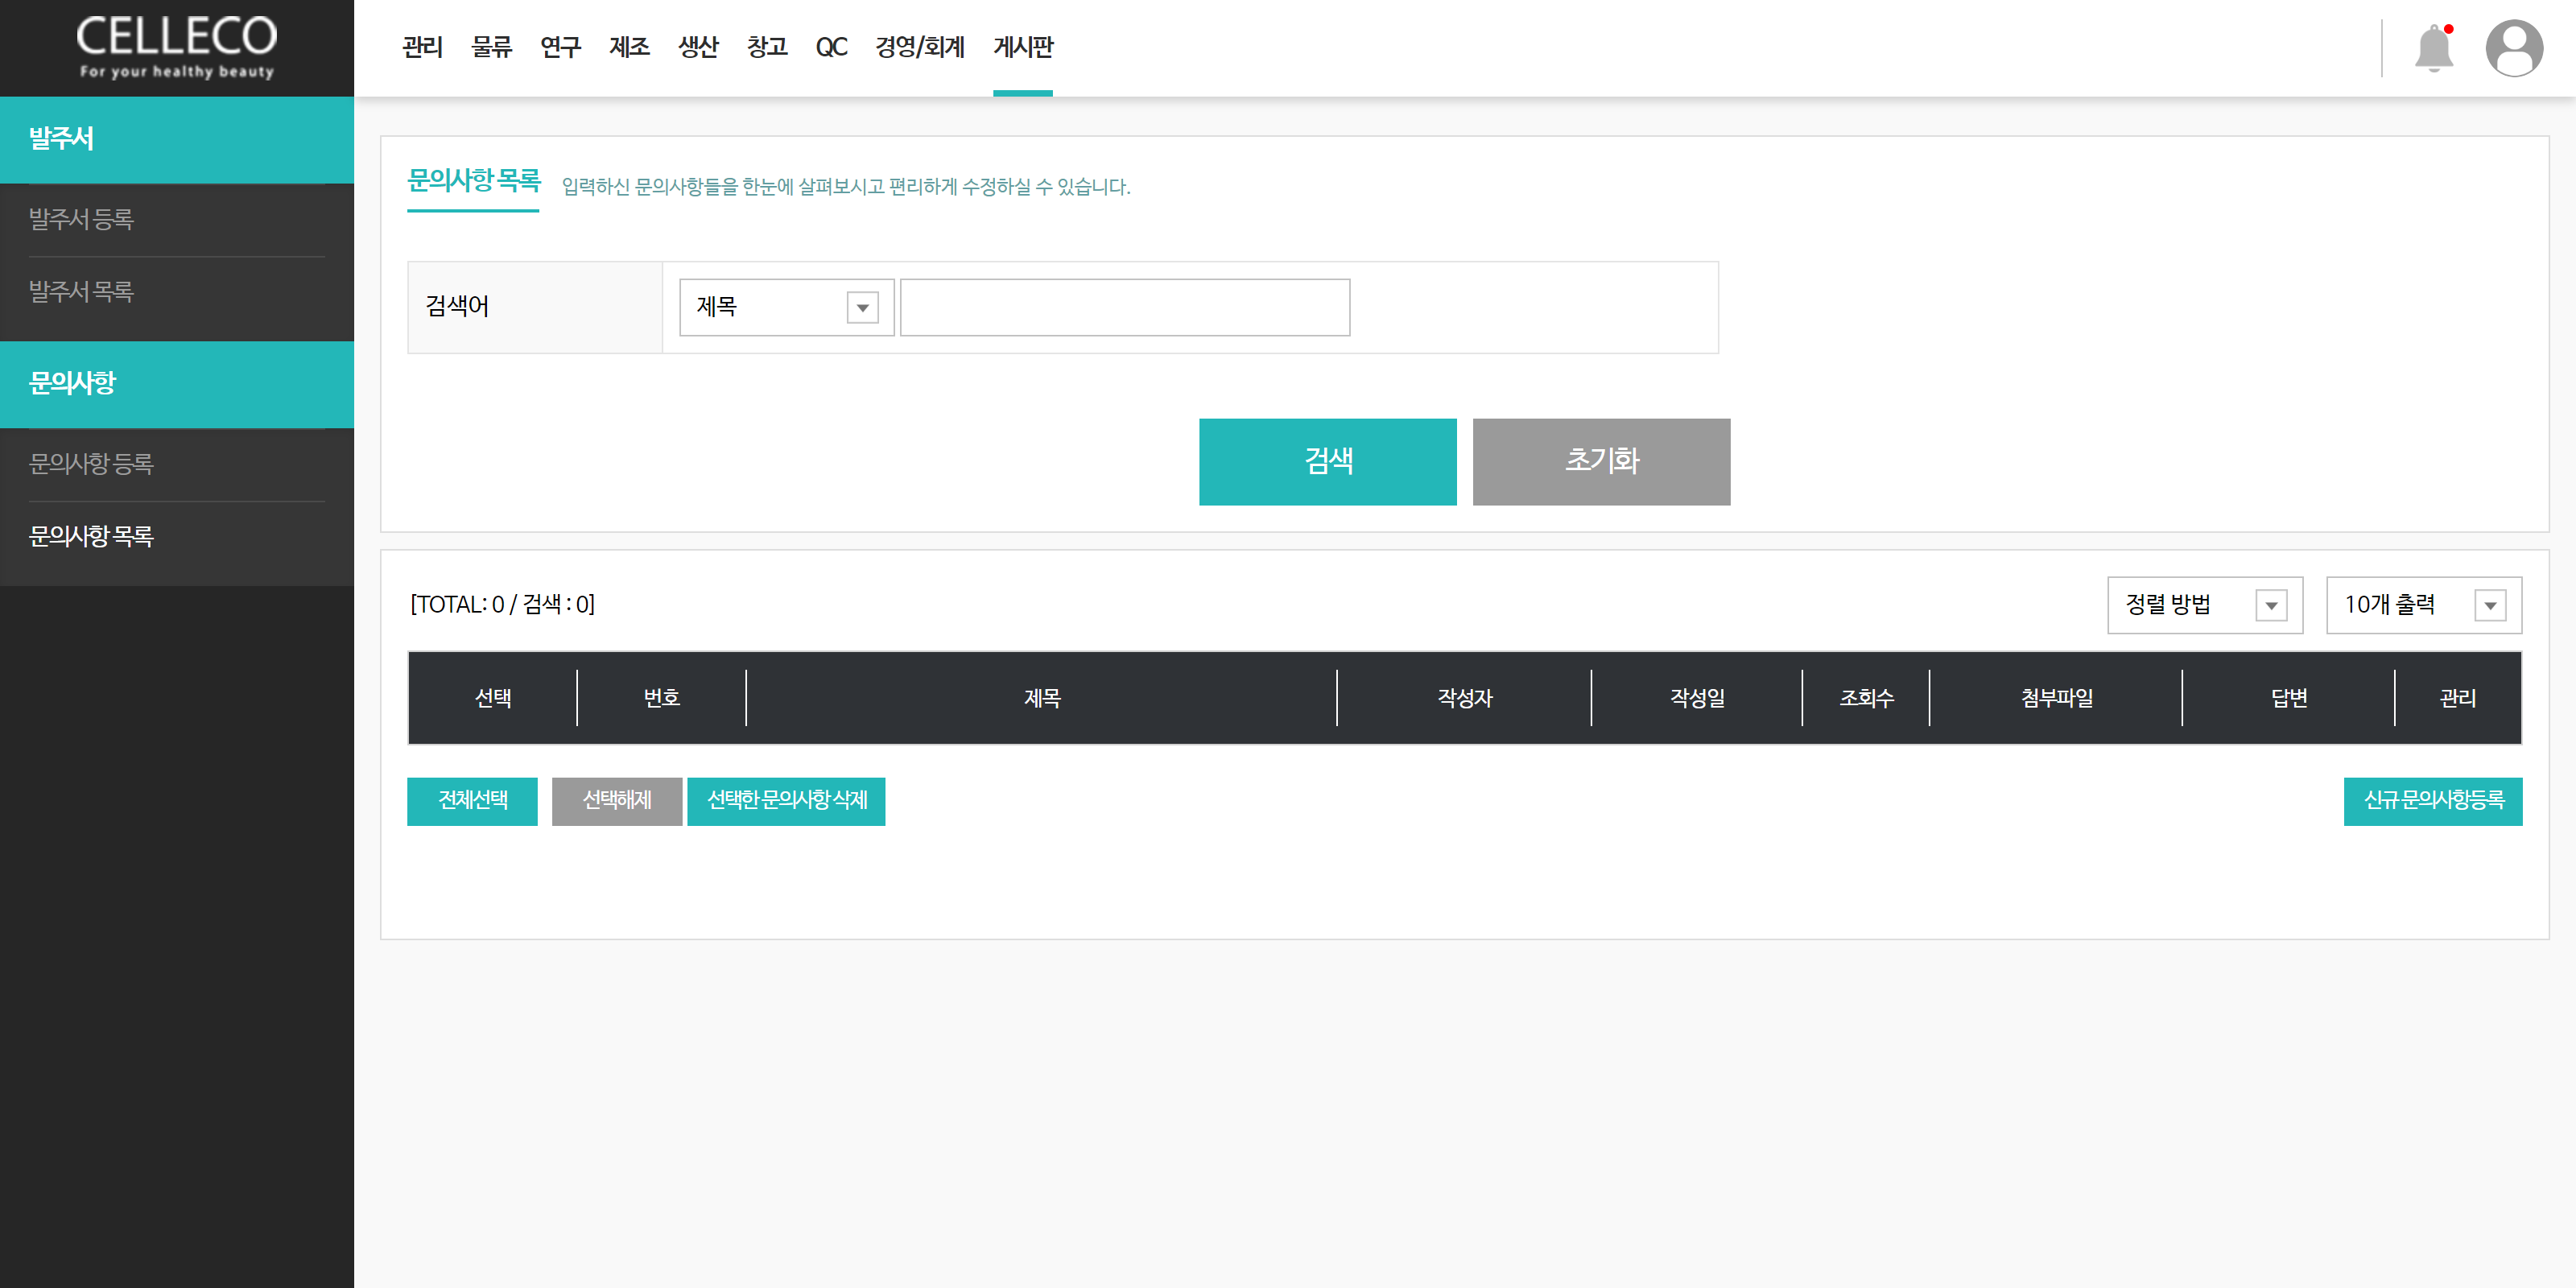 CELLECO
For your healthy beauty
관리 물류 연구 제조 생산 창고 QC 경영/회계 게시판
발주서
발주서 등록
발주서 목록
문의사항
문의사항 등록
문의사항 목록
문의사항 목록 입력하신 문의사항들을 한눈에 살펴보시고 편리하게 수정하실 수 있습니다.
검색어 제목
검색 초기화
[TOTAL: 0 / 검색 : 0] 정렬 방법 10개 출력
선택 번호 제목 작성자 작성일 조회수 첨부파일 답변 관리
전체선택 선택해제 선택한 문의사항 삭제 신규 문의사항등록